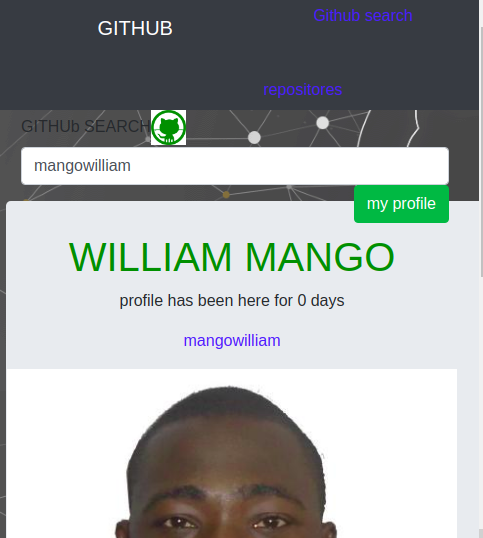 GITHUB
Github search
repositores
GITHUb SEARCH
mangowilliam
my profile
WILLIAM MANGO
profile has been here for 0 days
mangowilliam